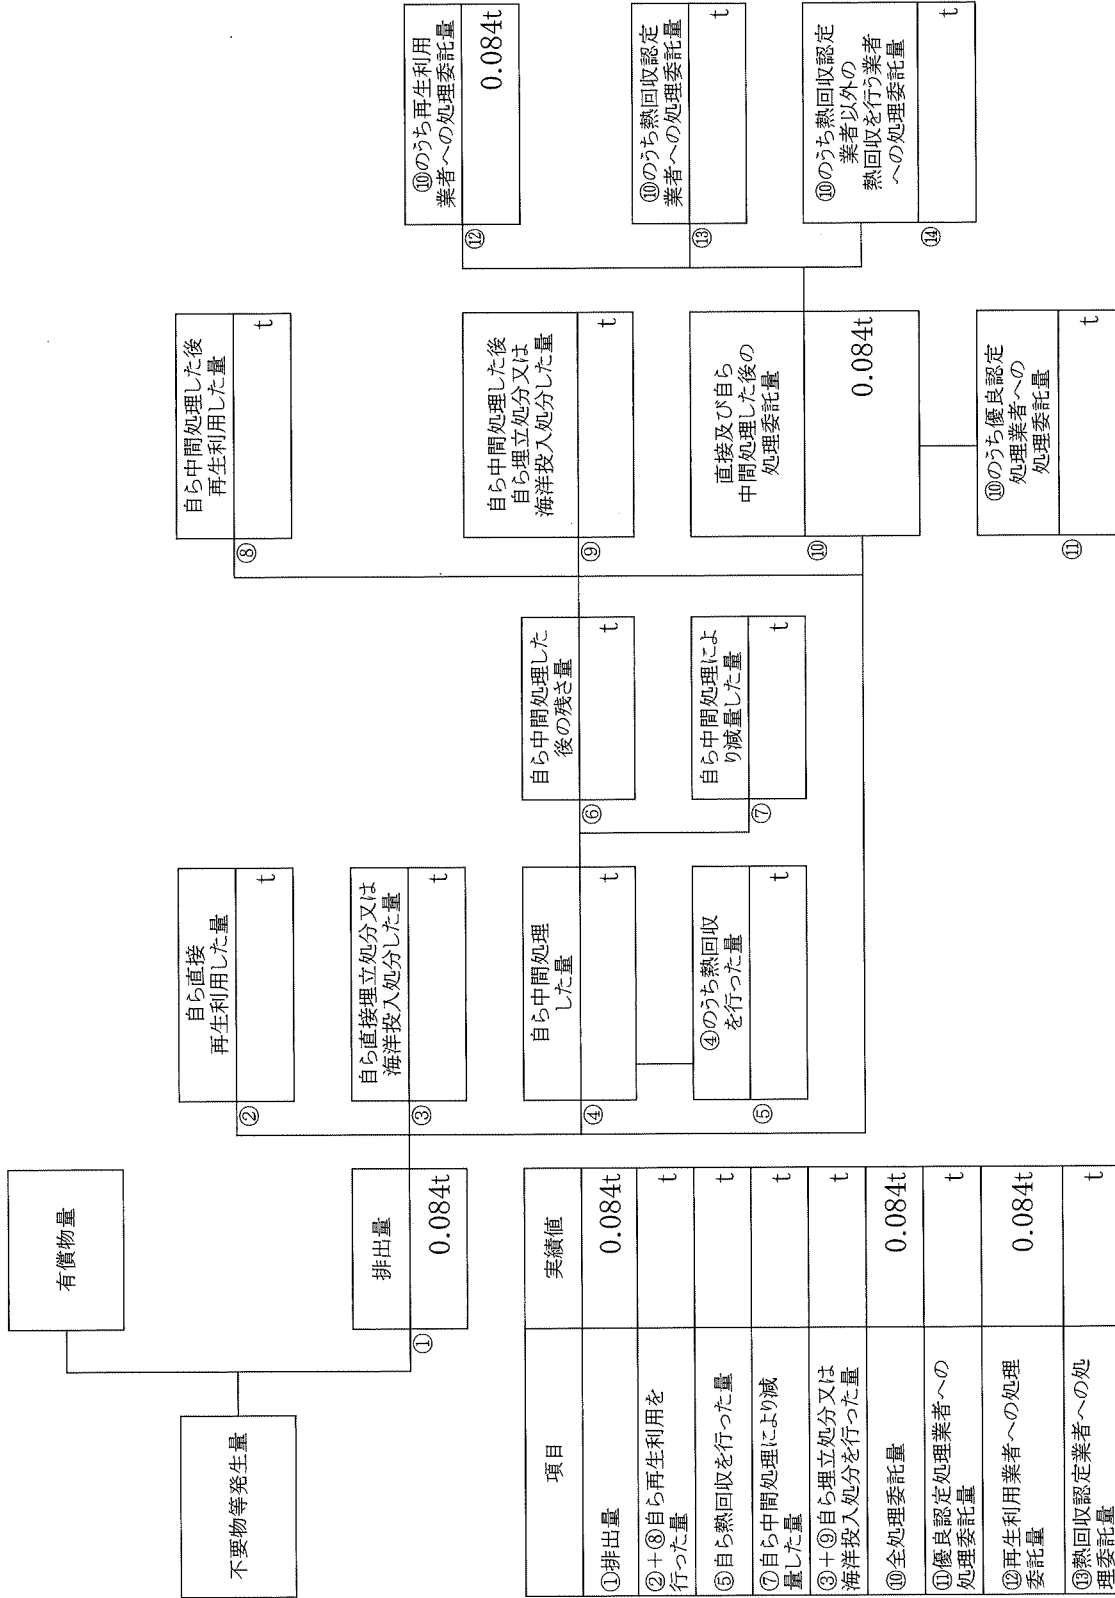 不要物等発生量
有償物量
①
排出量
0.084t
②
自ら直接
再生利用した量
t
③
自ら直接埋立処分又は
海洋投入処分した量
t
④
自ら中間処理
した量
t
⑤
④のうち熱回収
を行った量
t
⑥
自ら中間処理した
後の残さ量
t
⑦
自ら中間処理によ
り減量した量
t
⑧
自ら中間処理した後
再生利用した量
t
⑨
自ら中間処理した後
自ら埋立処分又は
海洋投入処分した量
t
⑩
直接及び自ら
中間処理した後の
処理委託量
0.084t
⑪
⑩のうち優良認定
処理業者への
処理委託量
t
⑫
⑩のうち再生利用
業者への処理委託量
0.084t
⑬
⑩のうち熱回収認定
業者への処理委託量
t
⑭
⑩のうち熱回収認定
業者以外の
熱回収を行う業者
への処理委託量
t
項目 実績値
①排出量 0.084t
②+⑧自ら再生利用を
行った量 t
⑤自ら熱回収を行った量 t
⑦自ら中間処理により減
量した量 t
③+⑨自ら埋立処分又は
海洋投入処分を行った量 t
⑩全処理委託量 0.084t
⑪優良認定処理業者への
処理委託量 t
⑫再生利用業者への処理
委託量 0.084t
⑬熱回収認定業者への処
理委託量 t